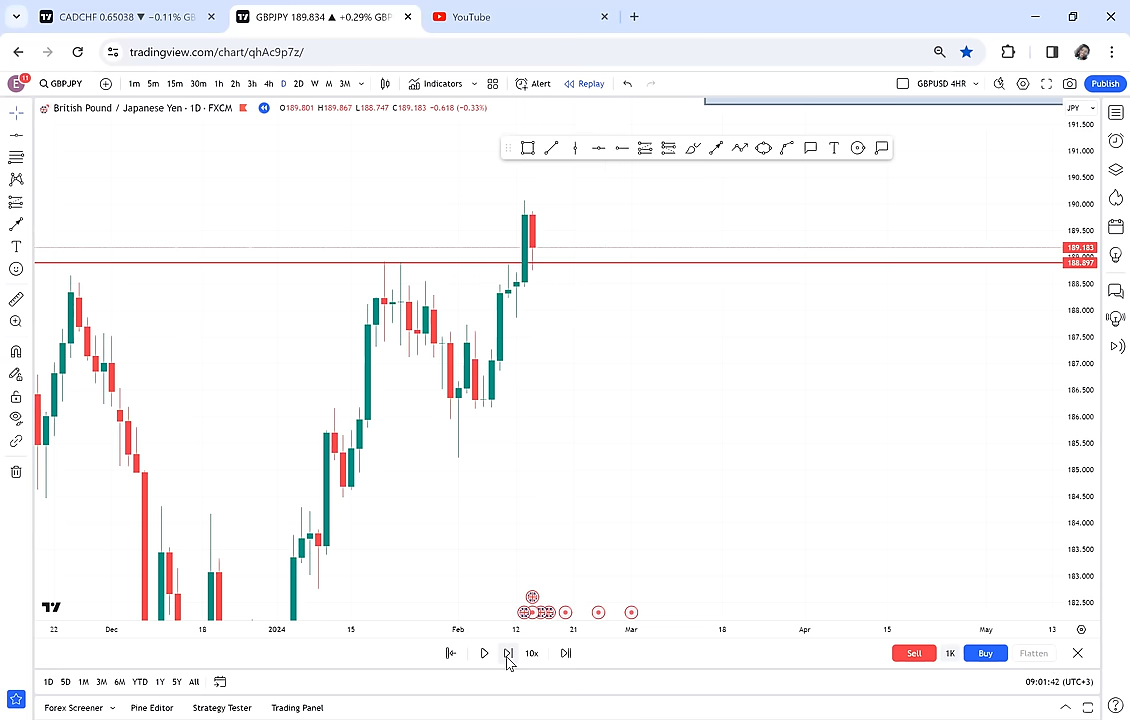 CADCHF 0.65038 ▼ −0.11% GB
GBPJPY 189.834 ▲ +0.29% GBP
YouTube
tradingview.com/chart/qhAc9p7z/
E 11
GBPJPY
1m 5m 15m 30m 1h 2h 3h 4h D 2D W M 3M
Indicators
Alert
Replay
GBPUSD 4HR
Publish
British Pound / Japanese Yen · 1D · FXCM
O189.801 H189.867 L188.747 C189.183 −0.618 (−0.33%)
JPY
191.500
191.000
190.500
190.000
189.500
189.183
189.000
188.897
188.500
188.000
187.500
187.000
186.500
186.000
185.500
185.000
184.500
184.000
183.500
183.000
182.500
22 Dec 18 2024 15 Feb 12 21 Mar 18 Apr 15 May 13
10x
Sell 1K Buy Flatten
1D 5D 1M 3M 6M YTD 1Y 5Y All
09:01:42 (UTC+3)
Forex Screener Pine Editor Strategy Tester Trading Panel